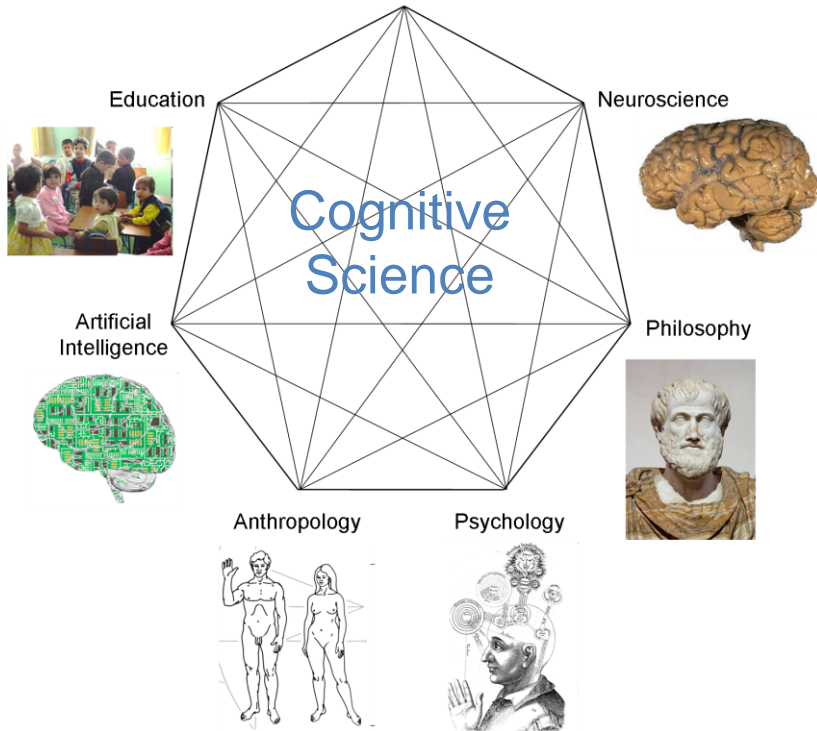 Education
Neuroscience
Cognitive
Science
Artificial
Intelligence
Philosophy
Anthropology
Psychology